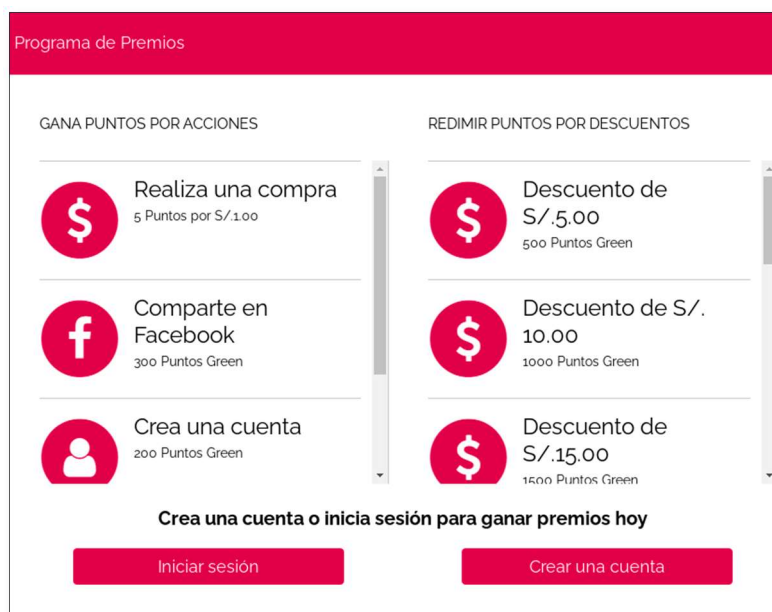 Programa de Premios
GANA PUNTOS POR ACCIONES
Realiza una compra
5 Puntos por S/.1.00
Comparte en
Facebook
300 Puntos Green
Crea una cuenta
200 Puntos Green
REDIMIR PUNTOS POR DESCUENTOS
Descuento de
S/.5.00
500 Puntos Green
Descuento de S/.
10.00
1000 Puntos Green
Descuento de
S/.15.00
1500 Puntos Green
Crea una cuenta o inicia sesión para ganar premios hoy
Iniciar sesión
Crear una cuenta